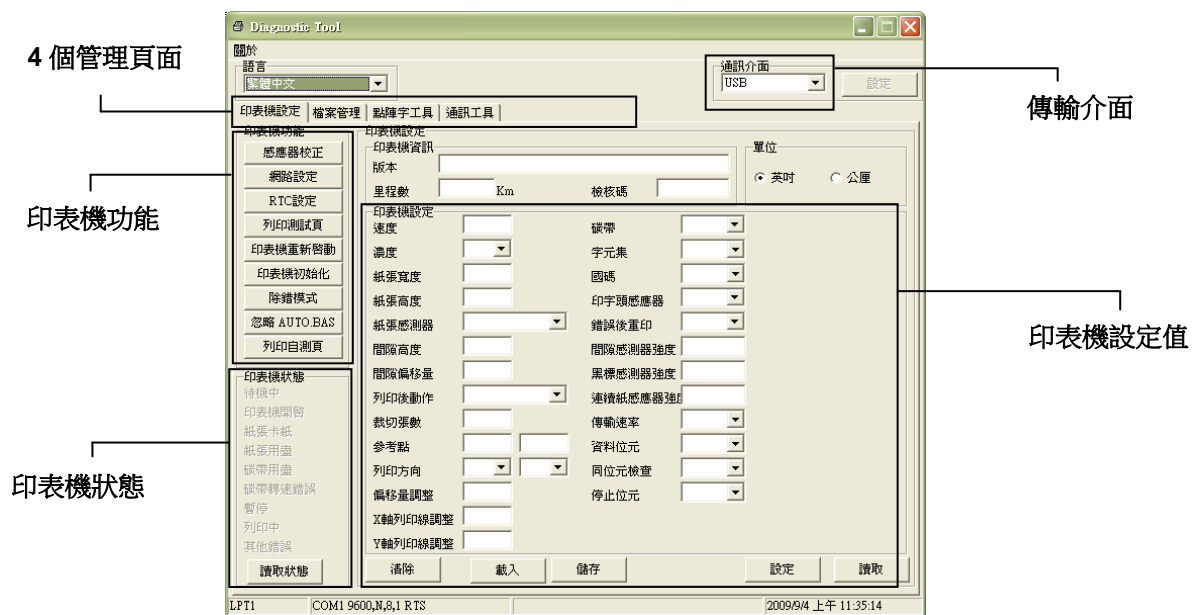 Diagnostic Tool
關於
4 個管理頁面
語言
繁體中文
通訊介面
USB
設定
傳輸介面
印表機設定 檔案管理 點陣字工具 通訊工具
印表機功能
感應器校正
網路設定
RTC設定
列印測試頁
印表機重新啓動
印表機初始化
除錯模式
忽略 AUTO.BAS
列印自測頁
印表機功能
印表機設定
印表機資訊
版本
里程數 Km 檢核碼
單位
英吋 公厘
印表機設定
速度 碳帶
濃度 字元集
紙張寬度 國碼
紙張高度 印字頭感應器
紙張感測器 錯誤後重印
間隙高度 間隙感測器強度
間隙偏移量 黑標感測器強度
列印後動作 連續紙感應器強度
裁切張數 傳輸速率
參考點 資料位元
列印方向 同位元檢查
偏移量調整 停止位元
X軸列印線調整
Y軸列印線調整
清除 載入 儲存 設定 讀取
印表機設定值
印表機狀態
待機中
印表機開啓
紙張卡紙
紙張用盡
碳帶用盡
碳帶轉速錯誤
暫停
列印中
其他錯誤
讀取狀態
印表機狀態
LPT1 COM1 9600,N,8,1 RTS 2009/9/4 上午 11:35:14